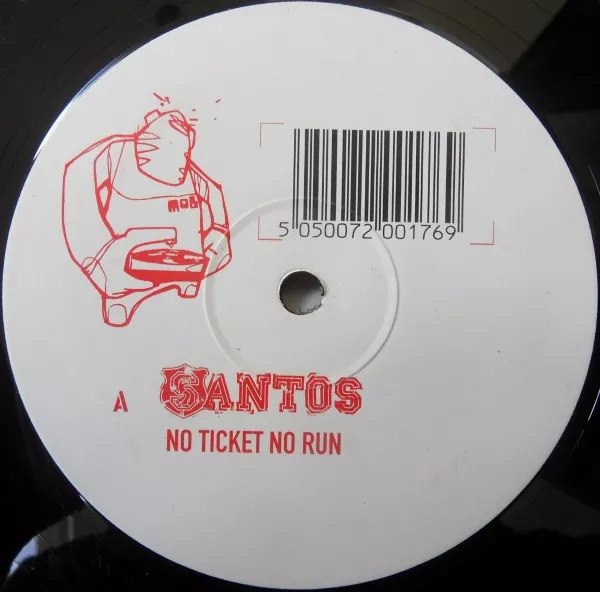 MOB
5 050072 001769
A
SANTOS
NO TICKET NO RUN